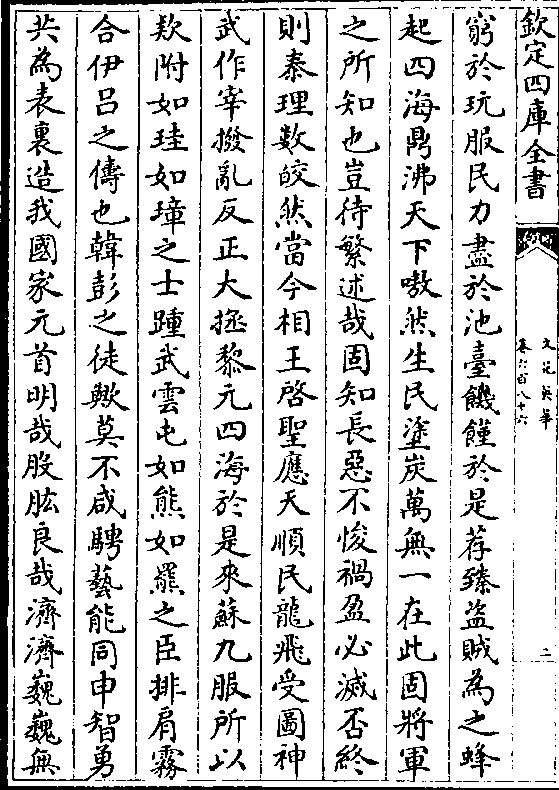 欽定四庫全書
文苑英華
卷六百八十六
二
窮於玩服民力盡於池臺饑饉於是荐臻盜賊為之蜂
起四海鼎沸天下嗷然生民塗炭萬無一在此固將軍
之所知也豈待繁述哉固知長惡不悛禍盈必滅否終
則泰理數皎然當今相王啓聖應天順民龍飛受圖神
武作宰撥亂反正大拯黎元四海於是來蘇九服所以
欵附如珪如璋之士踵武雲屯如熊如羆之臣排肩霧
合伊吕之儔也韓彭之徒歟莫不咸騁藝能同申智勇
共為表裏造我國家元首明哉股肱良哉濟濟巍巍無